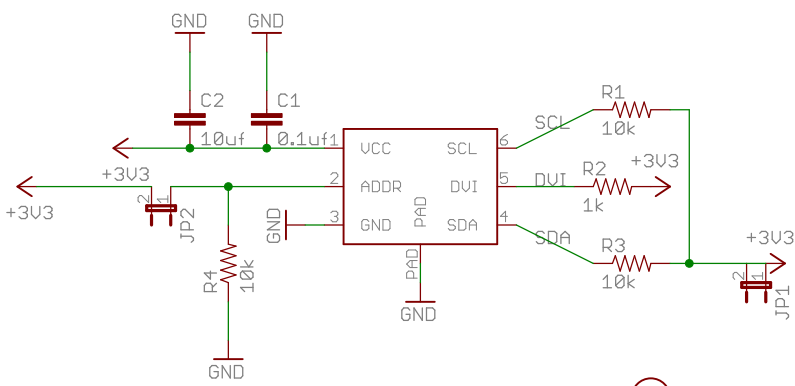 GND GND
C2 C1
10uf 0.1uf
R1
10k
SCL
+3V3
1 VCC SCL 6
R2
+3V3
DVI
1k
2 ADDR DVI 5
+3V3
2 1
JP2
GND
3 GND PAD SDA 4
SDA
R3
10k
+3V3
R4
10k
PAD
GND
2 1
JP1
GND